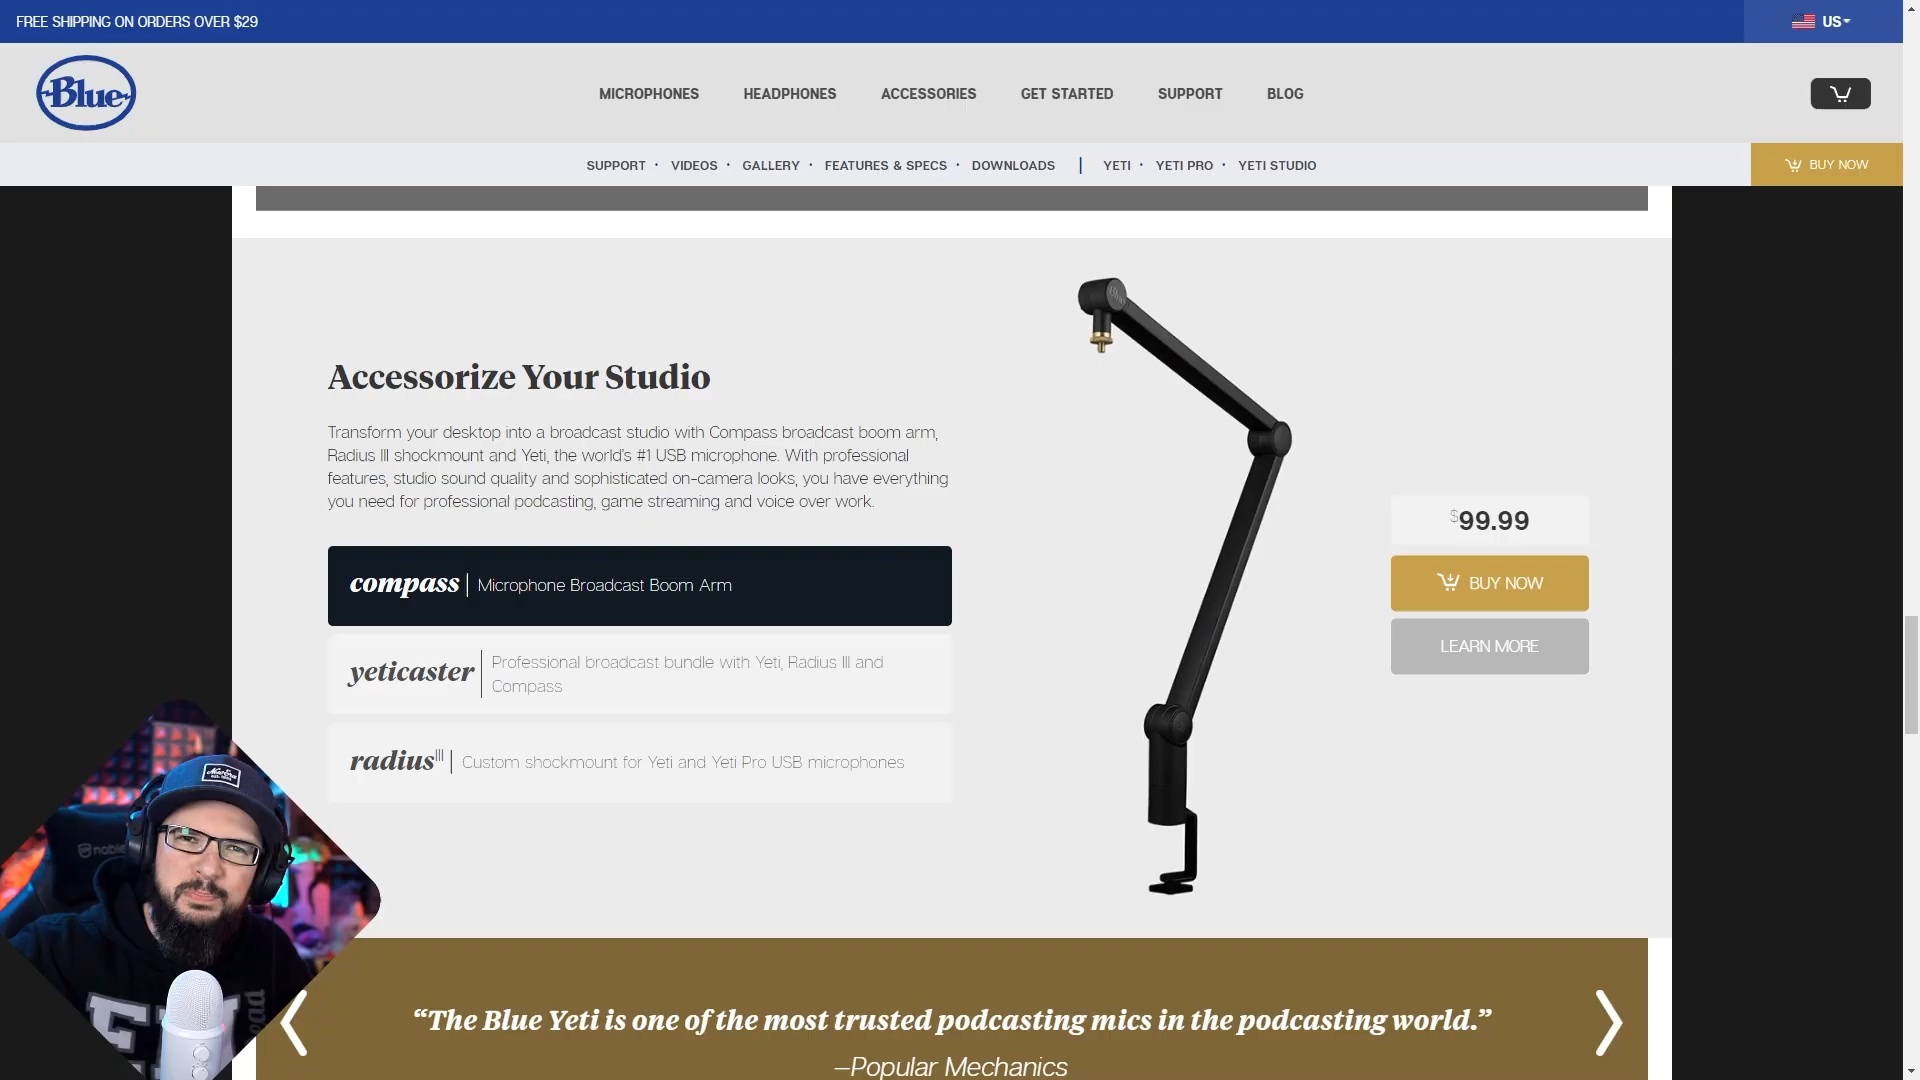 FREE SHIPPING ON ORDERS OVER $29
US
Blue
MICROPHONES
HEADPHONES
ACCESSORIES
GET STARTED
SUPPORT
BLOG
SUPPORT · VIDEOS · GALLERY · FEATURES & SPECS · DOWNLOADS | YETI · YETI PRO · YETI STUDIO
BUY NOW
Accessorize Your Studio
Transform your desktop into a broadcast studio with Compass broadcast boom arm,
Radius III shockmount and Yeti, the world's #1 USB microphone. With professional
features, studio sound quality and sophisticated on-camera looks, you have everything
you need for professional podcasting, game streaming and voice over work.
compass | Microphone Broadcast Boom Arm
yeticaster | Professional broadcast bundle with Yeti, Radius III and
Compass
radius III | Custom shockmount for Yeti and Yeti Pro USB microphones
Blue
$99.99
BUY NOW
LEARN MORE
noble
“The Blue Yeti is one of the most trusted podcasting mics in the podcasting world.”
–Popular Mechanics